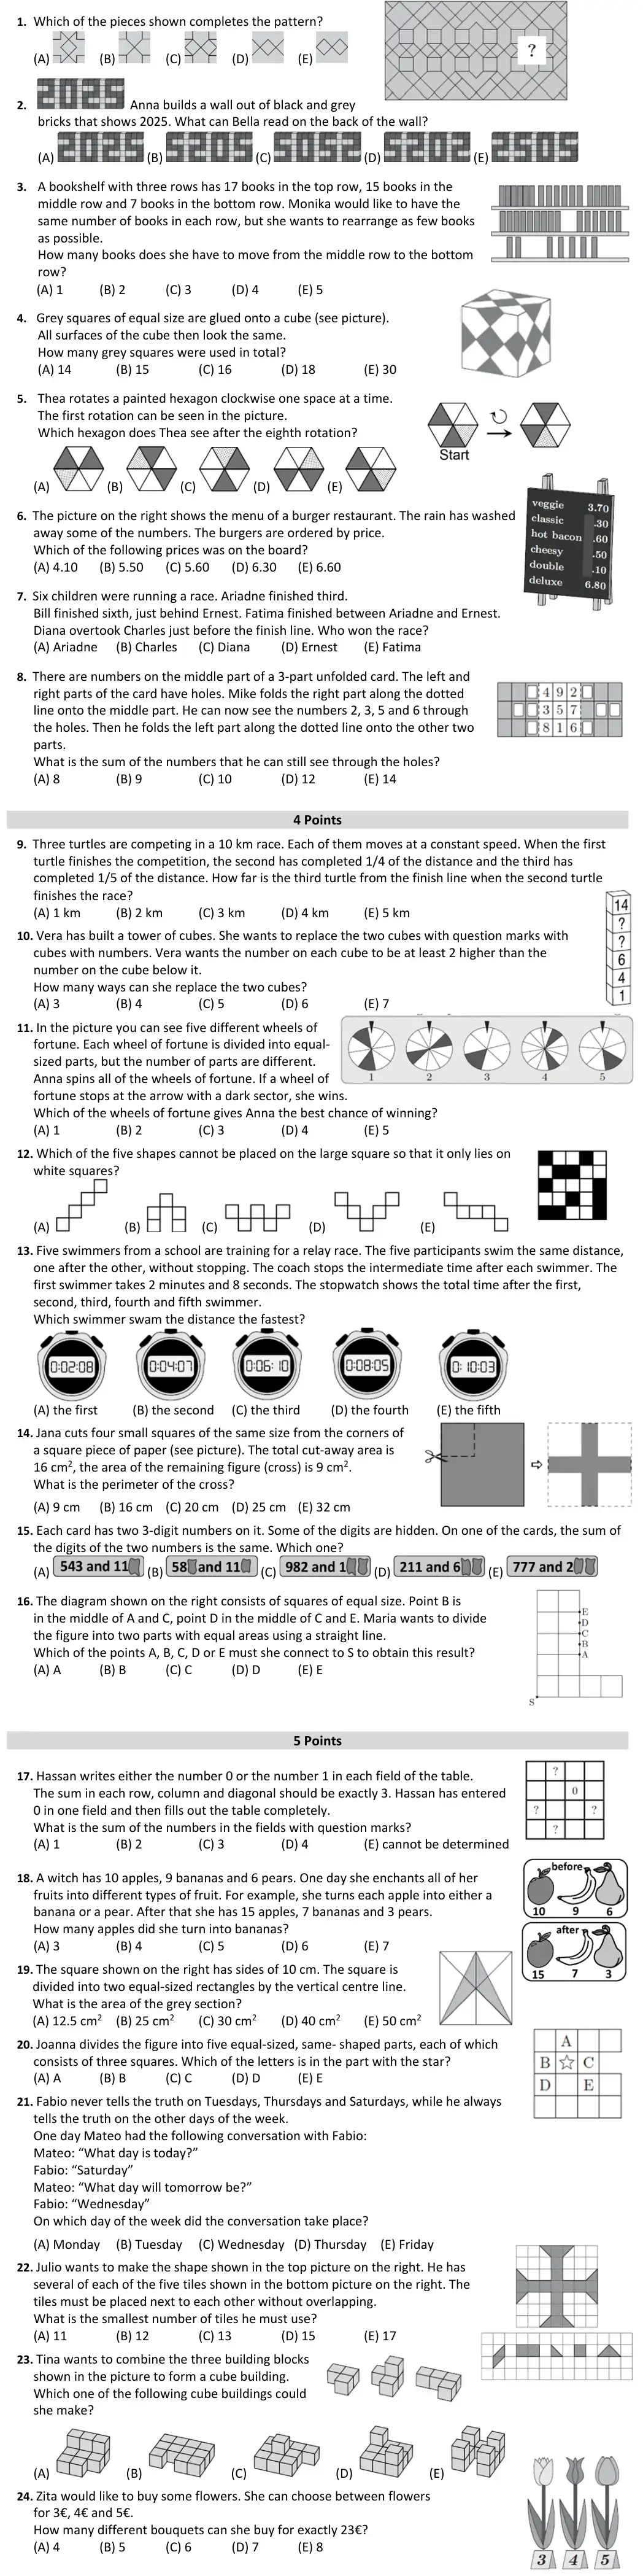 1. Which of the pieces shown completes the pattern?
?
(A) (B) (C) (D) (E)
2. 2025 Anna builds a wall out of black and grey
bricks that shows 2025. What can Bella read on the back of the wall?
(A) (B) (C) (D) (E)
3. A bookshelf with three rows has 17 books in the top row, 15 books in the
middle row and 7 books in the bottom row. Monika would like to have the
same number of books in each row, but she wants to rearrange as few books
as possible.
How many books does she have to move from the middle row to the bottom
row?
(A) 1 (B) 2 (C) 3 (D) 4 (E) 5
4. Grey squares of equal size are glued onto a cube (see picture).
All surfaces of the cube then look the same.
How many grey squares were used in total?
(A) 14 (B) 15 (C) 16 (D) 18 (E) 30
5. Thea rotates a painted hexagon clockwise one space at a time.
The first rotation can be seen in the picture.
Which hexagon does Thea see after the eighth rotation?
Start
(A) (B) (C) (D) (E)
6. The picture on the right shows the menu of a burger restaurant. The rain has washed
away some of the numbers. The burgers are ordered by price.
Which of the following prices was on the board?
(A) 4.10 (B) 5.50 (C) 5.60 (D) 6.30 (E) 6.60
veggie 3.70
classic .30
hot bacon .60
cheesy .50
double .10
deluxe 6.80
7. Six children were running a race. Ariadne finished third.
Bill finished sixth, just behind Ernest. Fatima finished between Ariadne and Ernest.
Diana overtook Charles just before the finish line. Who won the race?
(A) Ariadne (B) Charles (C) Diana (D) Ernest (E) Fatima
8. There are numbers on the middle part of a 3-part unfolded card. The left and
right parts of the card have holes. Mike folds the right part along the dotted
line onto the middle part. He can now see the numbers 2, 3, 5 and 6 through
the holes. Then he folds the left part along the dotted line onto the other two
parts.
What is the sum of the numbers that he can still see through the holes?
(A) 8 (B) 9 (C) 10 (D) 12 (E) 14
4 9 2
3 5 7
8 1 6
4 Points
9. Three turtles are competing in a 10 km race. Each of them moves at a constant speed. When the first
turtle finishes the competition, the second has completed 1/4 of the distance and the third has
completed 1/5 of the distance. How far is the third turtle from the finish line when the second turtle
finishes the race?
(A) 1 km (B) 2 km (C) 3 km (D) 4 km (E) 5 km
10. Vera has built a tower of cubes. She wants to replace the two cubes with question marks with
cubes with numbers. Vera wants the number on each cube to be at least 2 higher than the
number on the cube below it.
How many ways can she replace the two cubes?
(A) 3 (B) 4 (C) 5 (D) 6 (E) 7
14
?
?
6
4
1
11. In the picture you can see five different wheels of
fortune. Each wheel of fortune is divided into equal-
sized parts, but the number of parts are different.
Anna spins all of the wheels of fortune. If a wheel of
fortune stops at the arrow with a dark sector, she wins.
Which of the wheels of fortune gives Anna the best chance of winning?
(A) 1 (B) 2 (C) 3 (D) 4 (E) 5
1 2 3 4 5
12. Which of the five shapes cannot be placed on the large square so that it only lies on
white squares?
(A) (B) (C) (D) (E)
13. Five swimmers from a school are training for a relay race. The five participants swim the same distance,
one after the other, without stopping. The coach stops the intermediate time after each swimmer. The
first swimmer takes 2 minutes and 8 seconds. The stopwatch shows the total time after the first,
second, third, fourth and fifth swimmer.
Which swimmer swam the distance the fastest?
0:02:08 0:04:07 0:06:10 0:08:05 0:10:03
(A) the first (B) the second (C) the third (D) the fourth (E) the fifth
14. Jana cuts four small squares of the same size from the corners of
a square piece of paper (see picture). The total cut-away area is
16 cm², the area of the remaining figure (cross) is 9 cm².
What is the perimeter of the cross?
(A) 9 cm (B) 16 cm (C) 20 cm (D) 25 cm (E) 32 cm
15. Each card has two 3-digit numbers on it. Some of the digits are hidden. On one of the cards, the sum of
the digits of the two numbers is the same. Which one?
(A) 543 and 11 (B) 58 and 11 (C) 982 and 1 (D) 211 and 6 (E) 777 and 2
16. The diagram shown on the right consists of squares of equal size. Point B is
in the middle of A and C, point D in the middle of C and E. Maria wants to divide
the figure into two parts with equal areas using a straight line.
Which of the points A, B, C, D or E must she connect to S to obtain this result?
(A) A (B) B (C) C (D) D (E) E
E
D
C
B
A
S
5 Points
17. Hassan writes either the number 0 or the number 1 in each field of the table.
The sum in each row, column and diagonal should be exactly 3. Hassan has entered
0 in one field and then fills out the table completely.
What is the sum of the numbers in the fields with question marks?
(A) 1 (B) 2 (C) 3 (D) 4 (E) cannot be determined
?
0
? ?
?
18. A witch has 10 apples, 9 bananas and 6 pears. One day she enchants all of her
fruits into different types of fruit. For example, she turns each apple into either a
banana or a pear. After that she has 15 apples, 7 bananas and 3 pears.
How many apples did she turn into bananas?
(A) 3 (B) 4 (C) 5 (D) 6 (E) 7
before
10 9 6
after
15 7 3
19. The square shown on the right has sides of 10 cm. The square is
divided into two equal-sized rectangles by the vertical centre line.
What is the area of the grey section?
(A) 12.5 cm² (B) 25 cm² (C) 30 cm² (D) 40 cm² (E) 50 cm²
20. Joanna divides the figure into five equal-sized, same- shaped parts, each of which
consists of three squares. Which of the letters is in the part with the star?
(A) A (B) B (C) C (D) D (E) E
A
B C
D E
21. Fabio never tells the truth on Tuesdays, Thursdays and Saturdays, while he always
tells the truth on the other days of the week.
One day Mateo had the following conversation with Fabio:
Mateo: “What day is today?”
Fabio: “Saturday”
Mateo: “What day will tomorrow be?”
Fabio: “Wednesday”
On which day of the week did the conversation take place?
(A) Monday (B) Tuesday (C) Wednesday (D) Thursday (E) Friday
22. Julio wants to make the shape shown in the top picture on the right. He has
several of each of the five tiles shown in the bottom picture on the right. The
tiles must be placed next to each other without overlapping.
What is the smallest number of tiles he must use?
(A) 11 (B) 12 (C) 13 (D) 15 (E) 17
23. Tina wants to combine the three building blocks
shown in the picture to form a cube building.
Which one of the following cube buildings could
she make?
(A) (B) (C) (D) (E)
24. Zita would like to buy some flowers. She can choose between flowers
for 3€, 4€ and 5€.
How many different bouquets can she buy for exactly 23€?
(A) 4 (B) 5 (C) 6 (D) 7 (E) 8
3 4 5